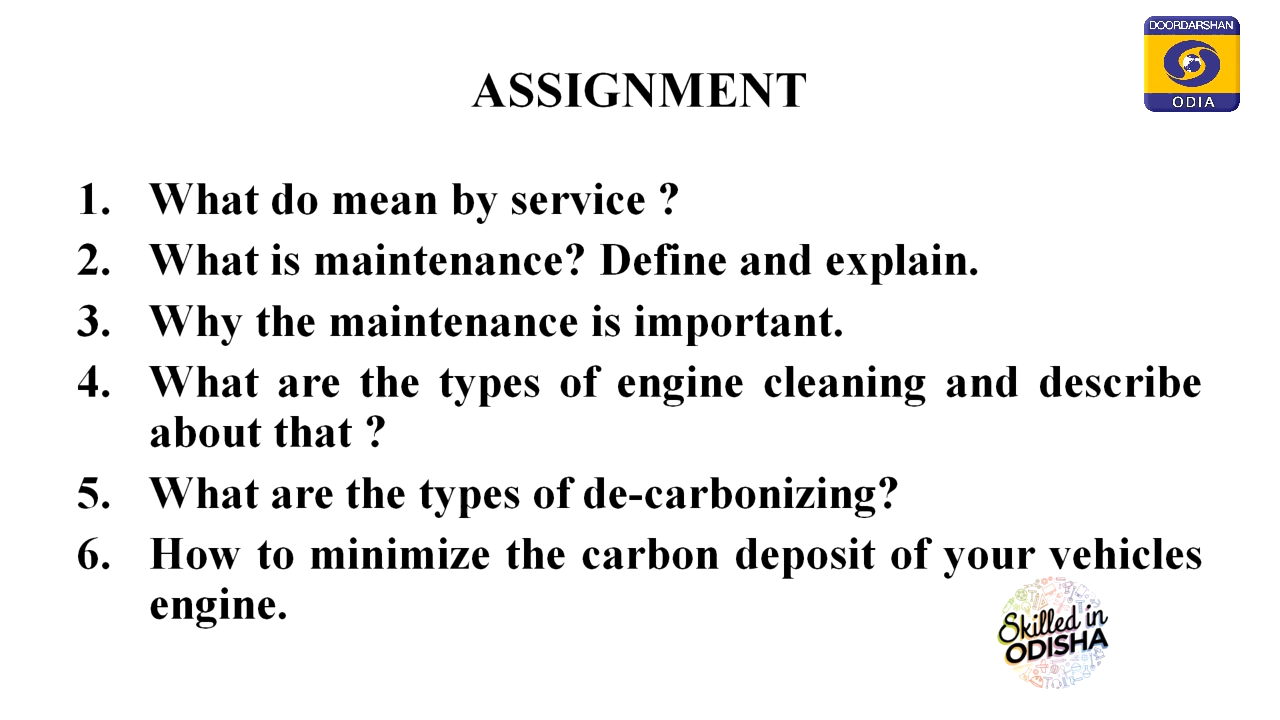 DOORDARSHAN
ODIA
ASSIGNMENT
1. What do mean by service ?
2. What is maintenance? Define and explain.
3. Why the maintenance is important.
4. What are the types of engine cleaning and describe
about that ?
5. What are the types of de-carbonizing?
6. How to minimize the carbon deposit of your vehicles
engine.
Skilled in
ODISHA